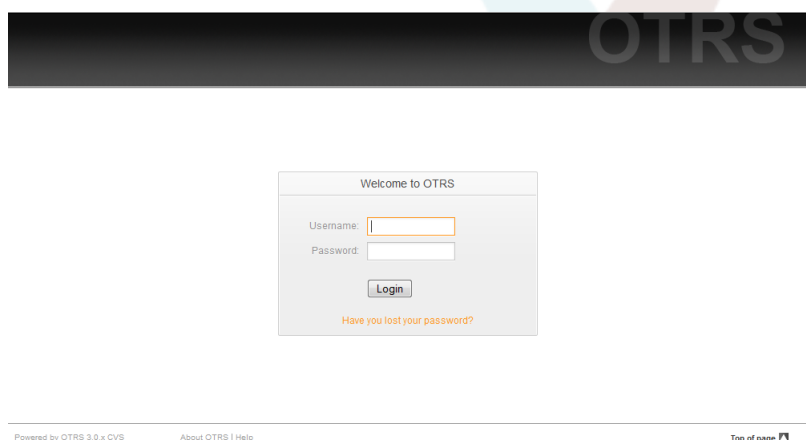 OTRS
Welcome to OTRS
Username:
Password:
Login
Have you lost your password?
Powered by OTRS 3.0.x CVS About OTRS | Help Top of page